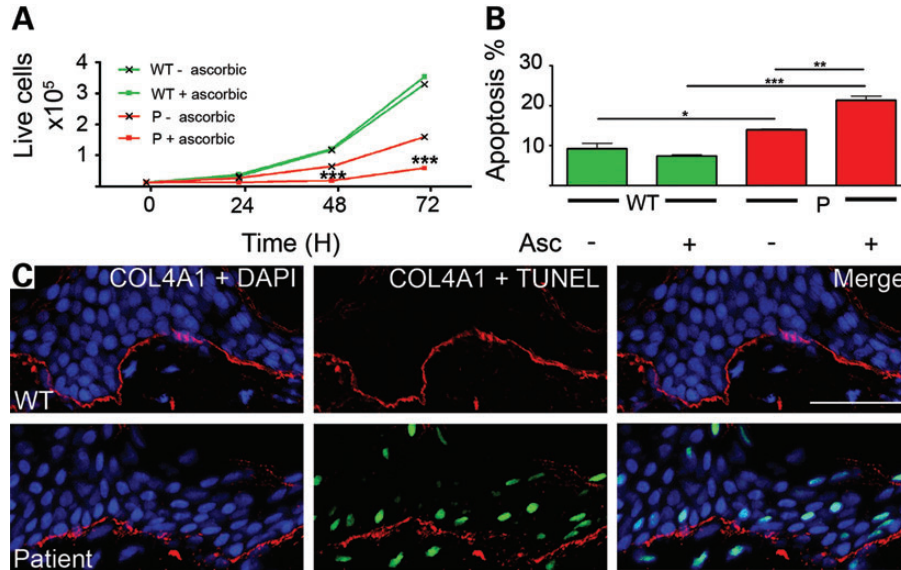 A
Live cells
x10⁵
4
3
2
1
WT - ascorbic
WT + ascorbic
P - ascorbic
P + ascorbic
***
***
0 24 48 72
Time (H)
B
Apoptosis %
30
20
10
0
*
***
**
WT P
Asc - + - +
C
COL4A1 + DAPI
COL4A1 + TUNEL
Merge
WT
Patient